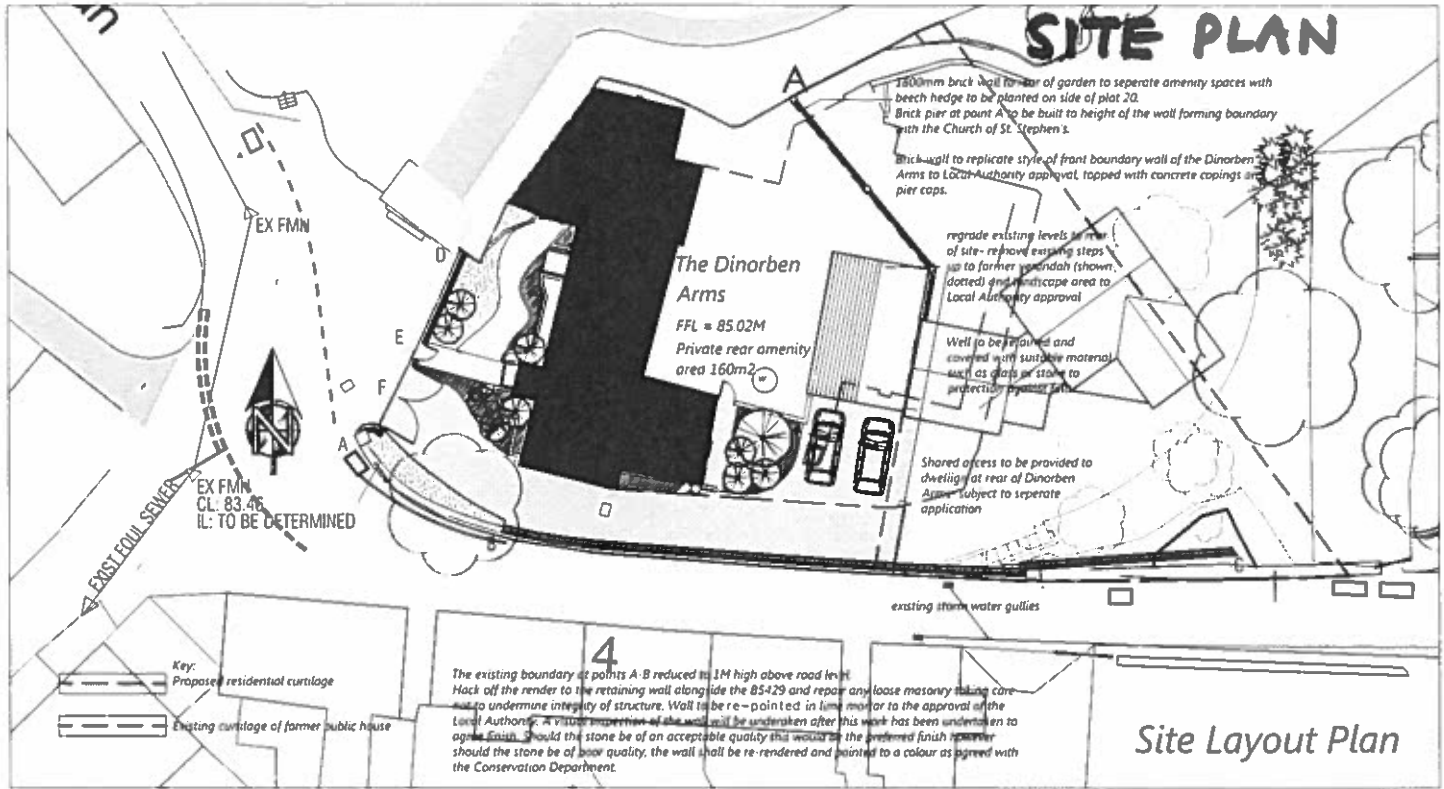 SITE PLAN
A
1800mm brick wall to rear of garden to seperate amenity spaces with
beech hedge to be planted on side of plat 20.
Brick pier at point A to be built to height of the wall forming boundary
with the Church of St. Stephen's.
Brick wall to replicate style of front boundary wall of the Dinorben
Arms to Local Authority approval, topped with concrete copings
pier caps.
EX FMN
D
E
F
A
B
C
N
regrade existing levels to rear
of site- remove existing steps
up to former verandah (shown
dotted) and landscape area to
Local Authority approval
The Dinorben
Arms
FFL = 85.02M
Private rear amenity
area 160m2
W
Well to be retained and
covered with suitable material
such as glass or stone to
protection against
Shared access to be provided to
dwelling at rear of Dinorben
Arms subject to seperate
application
EX FMN
CL: 83.46
IL: TO BE DETERMINED
EXIST FOUL SEWER
existing storm water gullies
4
Key:
Proposed residential curtilage
Existing curtilage of former public house
The existing boundary at points A-B reduced to 1M high above road level.
Hack off the render to the retaining wall alongside the B5429 and repair any loose masonry taking care
not to undermine integrity of structure. Wall to be re-pointed in lime mortar to the approval of the
Local Authority. A visual inspection of the wall will be undertaken after this work has been undertaken to
agree finish. Should the stone be of an acceptable quality this would be the preferred finish however
should the stone be of poor quality, the wall shall be re-rendered and painted to a colour as agreed with
the Conservation Department.
Site Layout Plan